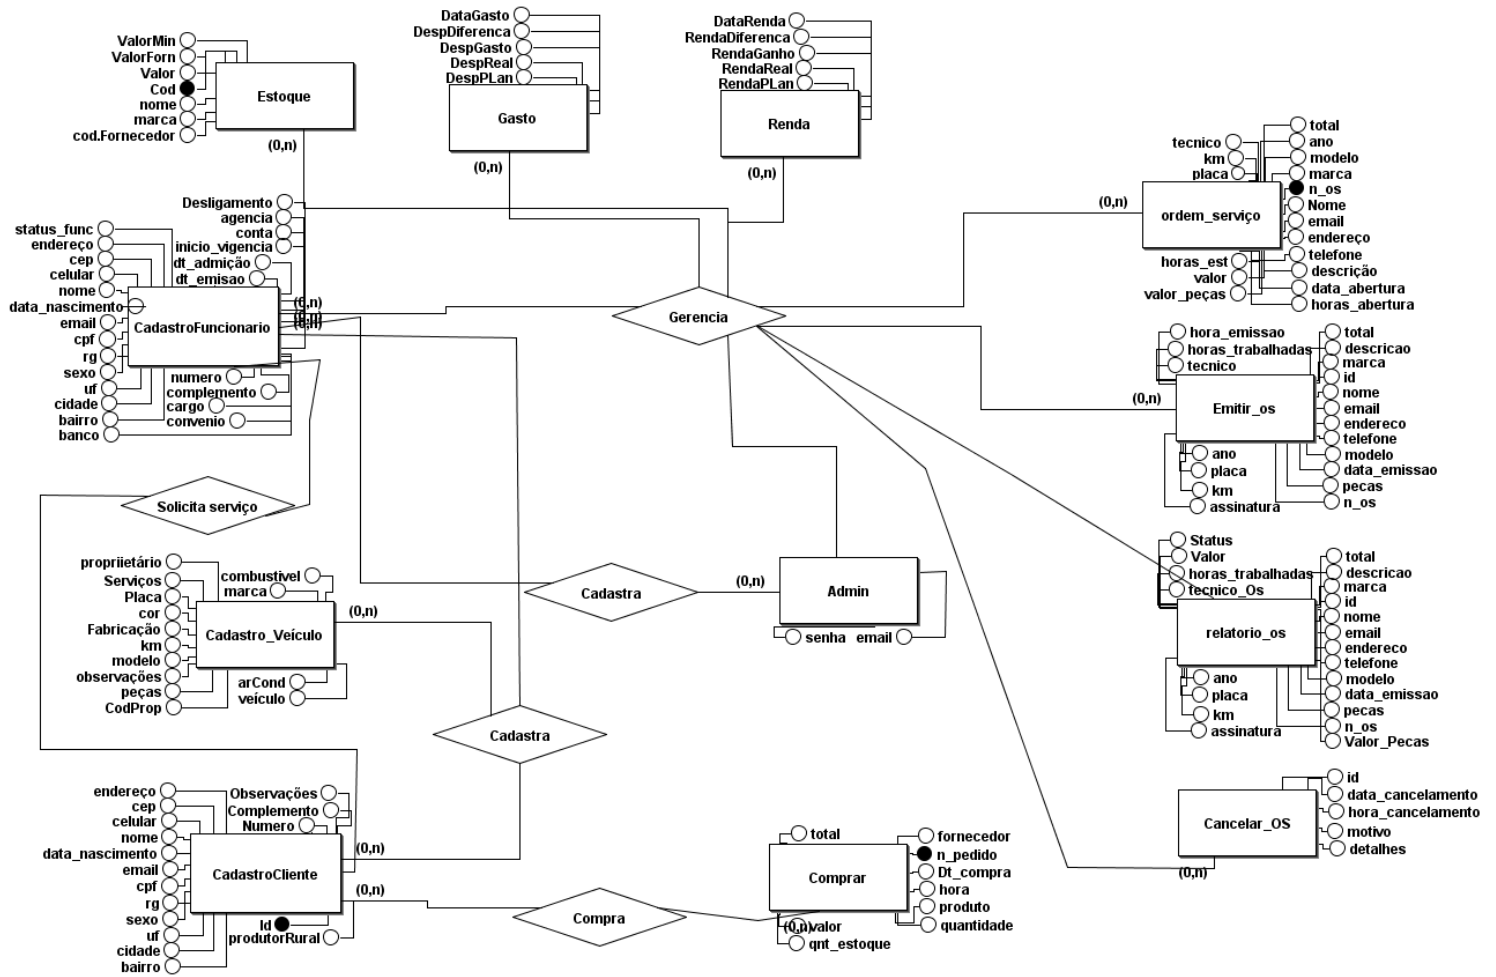 ValorMin
ValorForn
Valor
Cod
nome
marca
cod.Fornecedor
Estoque
(0,n)
DataGasto
DespDiferenca
DespGasto
DespReal
DespPLan
Gasto
(0,n)
DataRenda
RendaDiferenca
RendaGanho
RendaReal
RendaPLan
Renda
(0,n)
tecnico
km
placa
total
ano
modelo
marca
n_os
Nome
email
endereço
telefone
descrição
data_abertura
horas_abertura
horas_est
valor
valor_peças
ordem_serviço
(0,n)
Desligamento
agencia
conta
inicio_vigencia
dt_admição
dt_emisao
status_func
endereço
cep
celular
nome
data_nascimento
email
cpf
rg
sexo
uf
cidade
bairro
banco
CadastroFuncionario
(0,n)
(0,n)
(0,n)
numero
complemento
cargo
convenio
Gerencia
hora_emissao
horas_trabalhadas
tecnico
total
descricao
marca
id
nome
email
endereco
telefone
modelo
data_emissao
pecas
n_os
Emitir_os
(0,n)
ano
placa
km
assinatura
Solicita serviço
propriietário
Serviços
Placa
cor
Fabricação
km
modelo
observações
peças
CodProp
combustivel
marca
Cadastro_Veículo
(0,n)
arCond
veículo
Cadastra
(0,n)
Admin
senha
email
Status
Valor
horas_trabalhadas
tecnico_Os
total
descricao
marca
id
nome
email
endereco
telefone
modelo
data_emissao
pecas
n_os
Valor_Pecas
relatorio_os
ano
placa
km
assinatura
Cadastra
endereço
cep
celular
nome
data_nascimento
email
cpf
rg
sexo
uf
cidade
bairro
Observações
Complemento
Numero
CadastroCliente
(0,n)
(0,n)
Id
produtorRural
Compra
total
Comprar
fornecedor
n_pedido
Dt_compra
hora
produto
quantidade
(0,n)
valor
qnt_estoque
Cancelar_OS
(0,n)
id
data_cancelamento
hora_cancelamento
motivo
detalhes